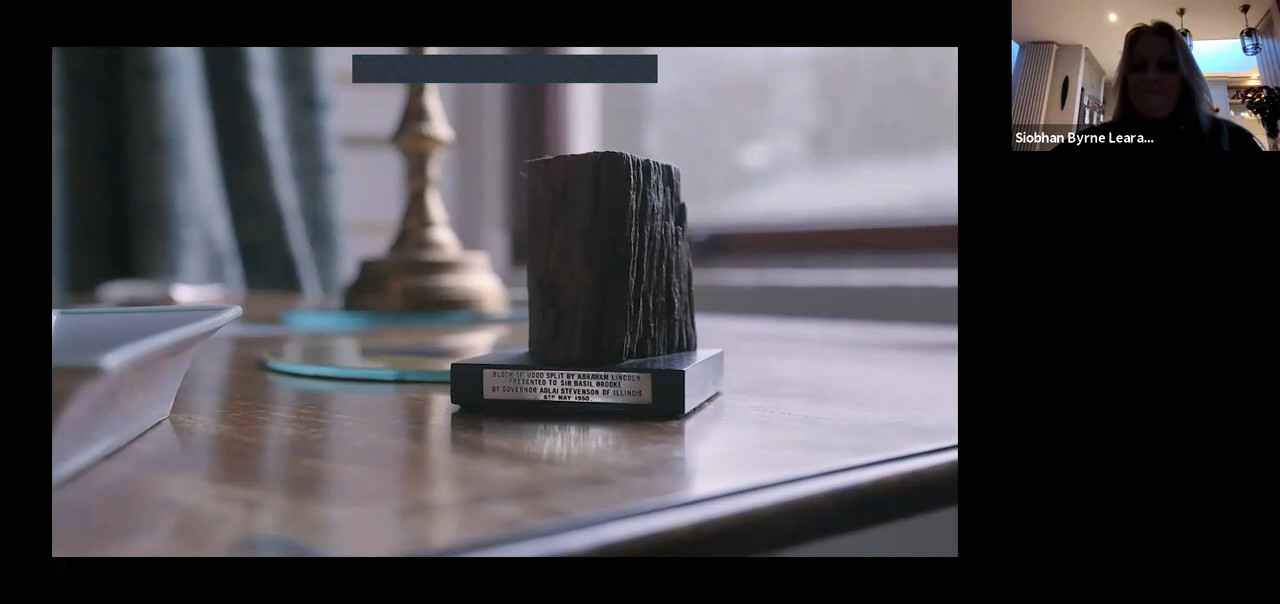 BLOCK OF WOOD SPLIT BY ABRAHAM LINCOLN
PRESENTED TO SIR BASIL BROOKE
BY GOVERNOR ADLAI STEVENSON OF ILLINOIS
8TH MAY 1950.
Siobhan Byrne Leara...